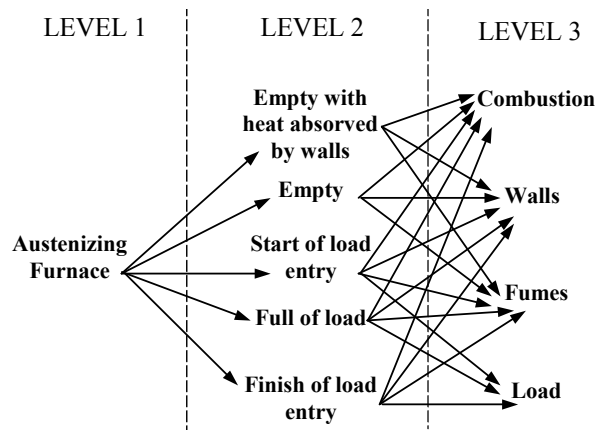 LEVEL 1
LEVEL 2
LEVEL 3
Austenizing
Furnace
Empty with
heat absorved
by walls
Empty
Start of load
entry
Full of load
Finish of load
entry
Combustion
Walls
Fumes
Load